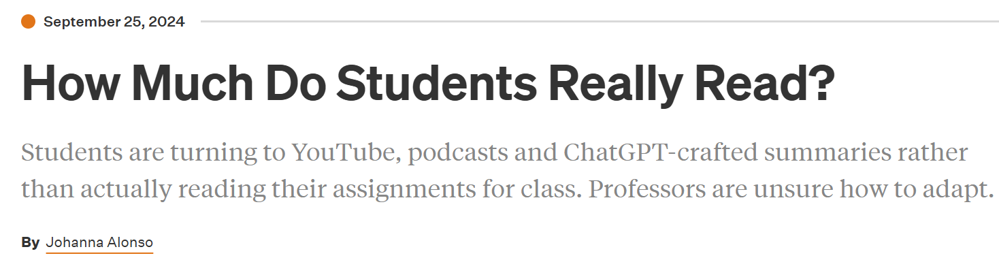 September 25, 2024
How Much Do Students Really Read?
Students are turning to YouTube, podcasts and ChatGPT-crafted summaries rather
than actually reading their assignments for class. Professors are unsure how to adapt.
By Johanna Alonso